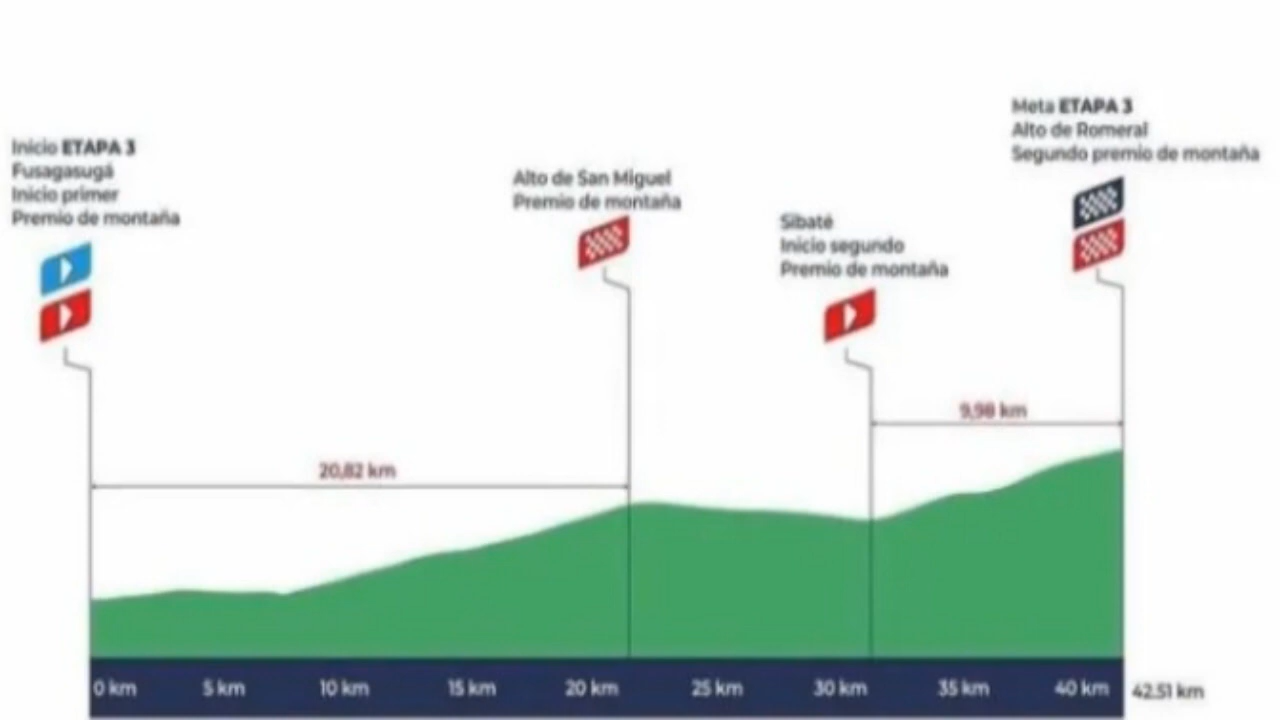 Inicio ETAPA 3
Fusagasugá
Inicio primer
Premio de montaña
Alto de San Miguel
Premio de montaña
Sibaté
Inicio segundo
Premio de montaña
Meta ETAPA 3
Alto de Romeral
Segundo premio de montaña
20,82 km
9,98 km
0 km
5 km
10 km
15 km
20 km
25 km
30 km
35 km
40 km
42.51 km